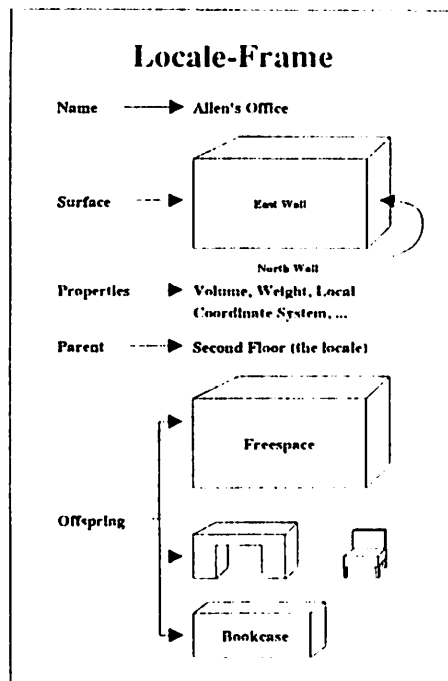 Locale-Frame
Name Allen's Office
Surface East Wall
North Wall
Properties Volume, Weight, Local
Coordinate System, ...
Parent Second Floor (the locale)
Freespace
Offspring
Bookcase